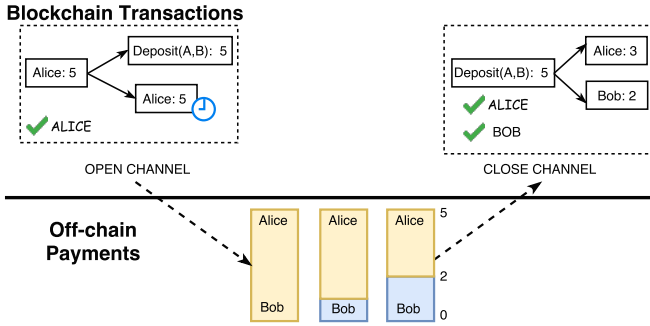 Blockchain Transactions
Alice: 5
Deposit(A,B): 5
Alice: 5
ALICE
OPEN CHANNEL
Deposit(A,B): 5
Alice: 3
Bob: 2
ALICE
BOB
CLOSE CHANNEL
Off-chain
Payments
Alice
Bob
Alice
Bob
Alice
Bob
5
2
0